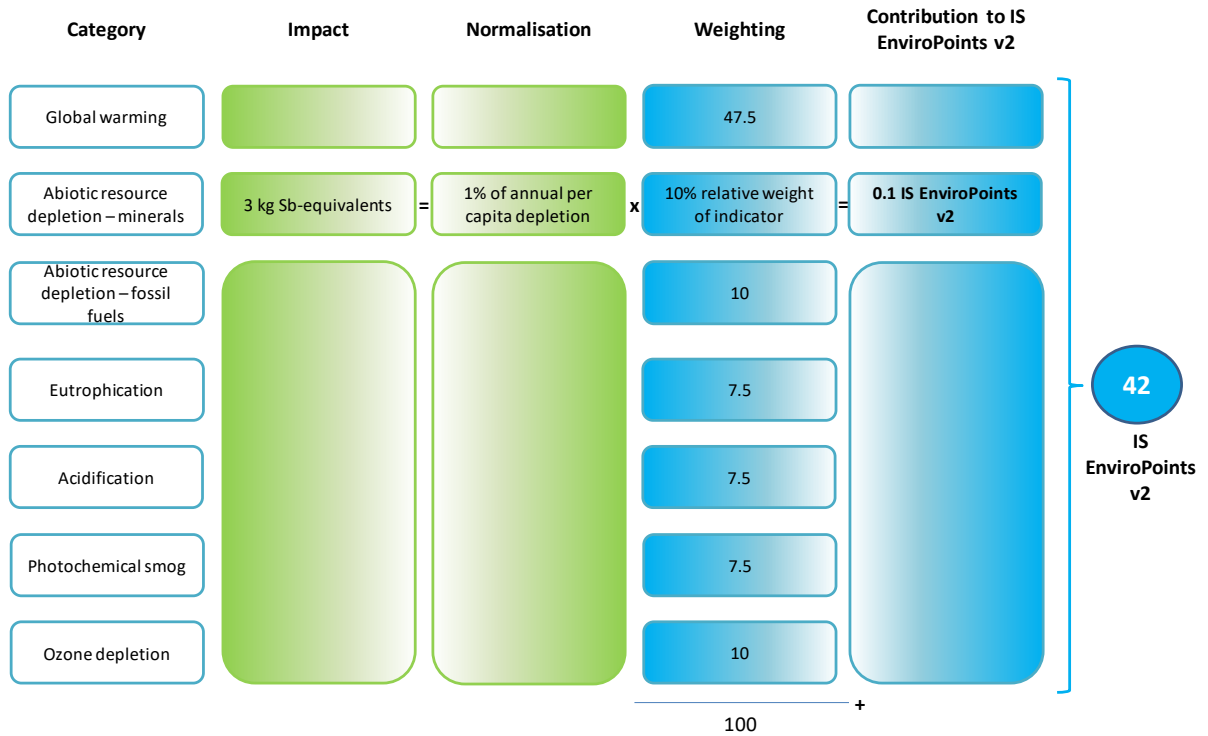 Category
Impact
Normalisation
Weighting
Contribution to IS
EnviroPoints v2
Global warming
47.5
Abiotic resource
depletion – minerals
3 kg Sb-equivalents
=
1% of annual per
capita depletion
x
10% relative weight
of indicator
=
0.1 IS EnviroPoints
v2
Abiotic resource
depletion – fossil
fuels
10
Eutrophication
7.5
42
IS
EnviroPoints
v2
Acidification
7.5
Photochemical smog
7.5
Ozone depletion
10
+
100